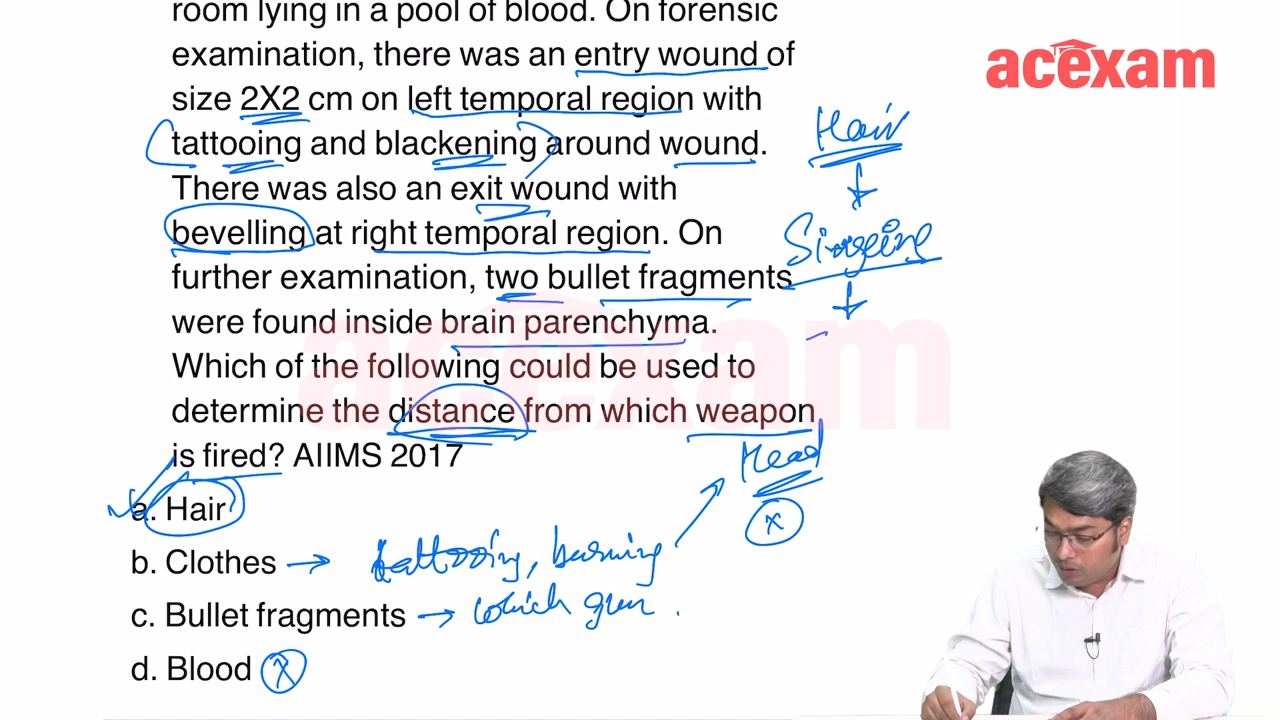 room lying in a pool of blood. On forensic
examination, there was an entry wound of
size 2X2 cm on left temporal region with
tattooing and blackening around wound.
There was also an exit wound with
bevelling at right temporal region. On
further examination, two bullet fragments
were found inside brain parenchyma.
Which of the following could be used to
determine the distance from which weapon
is fired? AIIMS 2017
a. Hair
b. Clothes → tattooing, burning
c. Bullet fragments → which gun.
d. Blood x
acexam
Hair
Singeing
Head
x
acexam